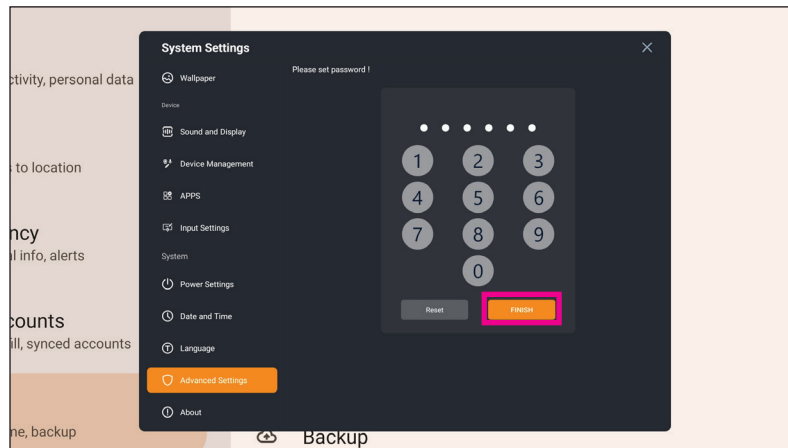 System Settings
Wallpaper
Please set password !
ctivity, personal data
Device
Sound and Display
1 2 3
Device Management
to location
APPS
4 5 6
Input Settings
7 8 9
ncy
al info, alerts
System
0
Power Settings
Reset FINISH
Date and Time
counts
ill, synced accounts
Language
Advanced Settings
About
me, backup
Backup